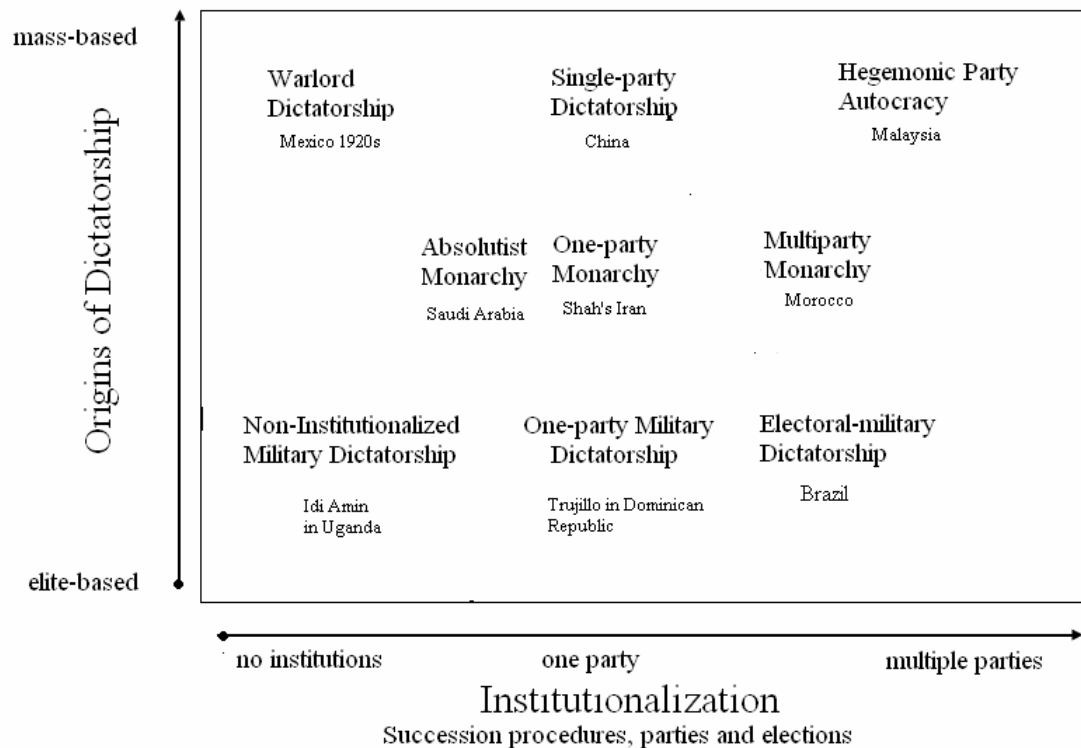 mass-based
Origins of Dictatorship
elite-based
Warlord
Dictatorship
Mexico 1920s
Single-party
Dictatorship
China
Hegemonic Party
Autocracy
Malaysia
Absolutist
Monarchy
Saudi Arabia
One-party
Monarchy
Shah's Iran
Multiparty
Monarchy
Morocco
Non-Institutionalized
Military Dictatorship
Idi Amin
in Uganda
One-party Military
Dictatorship
Trujillo in Dominican
Republic
Electoral-military
Dictatorship
Brazil
no institutions
one party
multiple parties
Institutionalization
Succession procedures, parties and elections